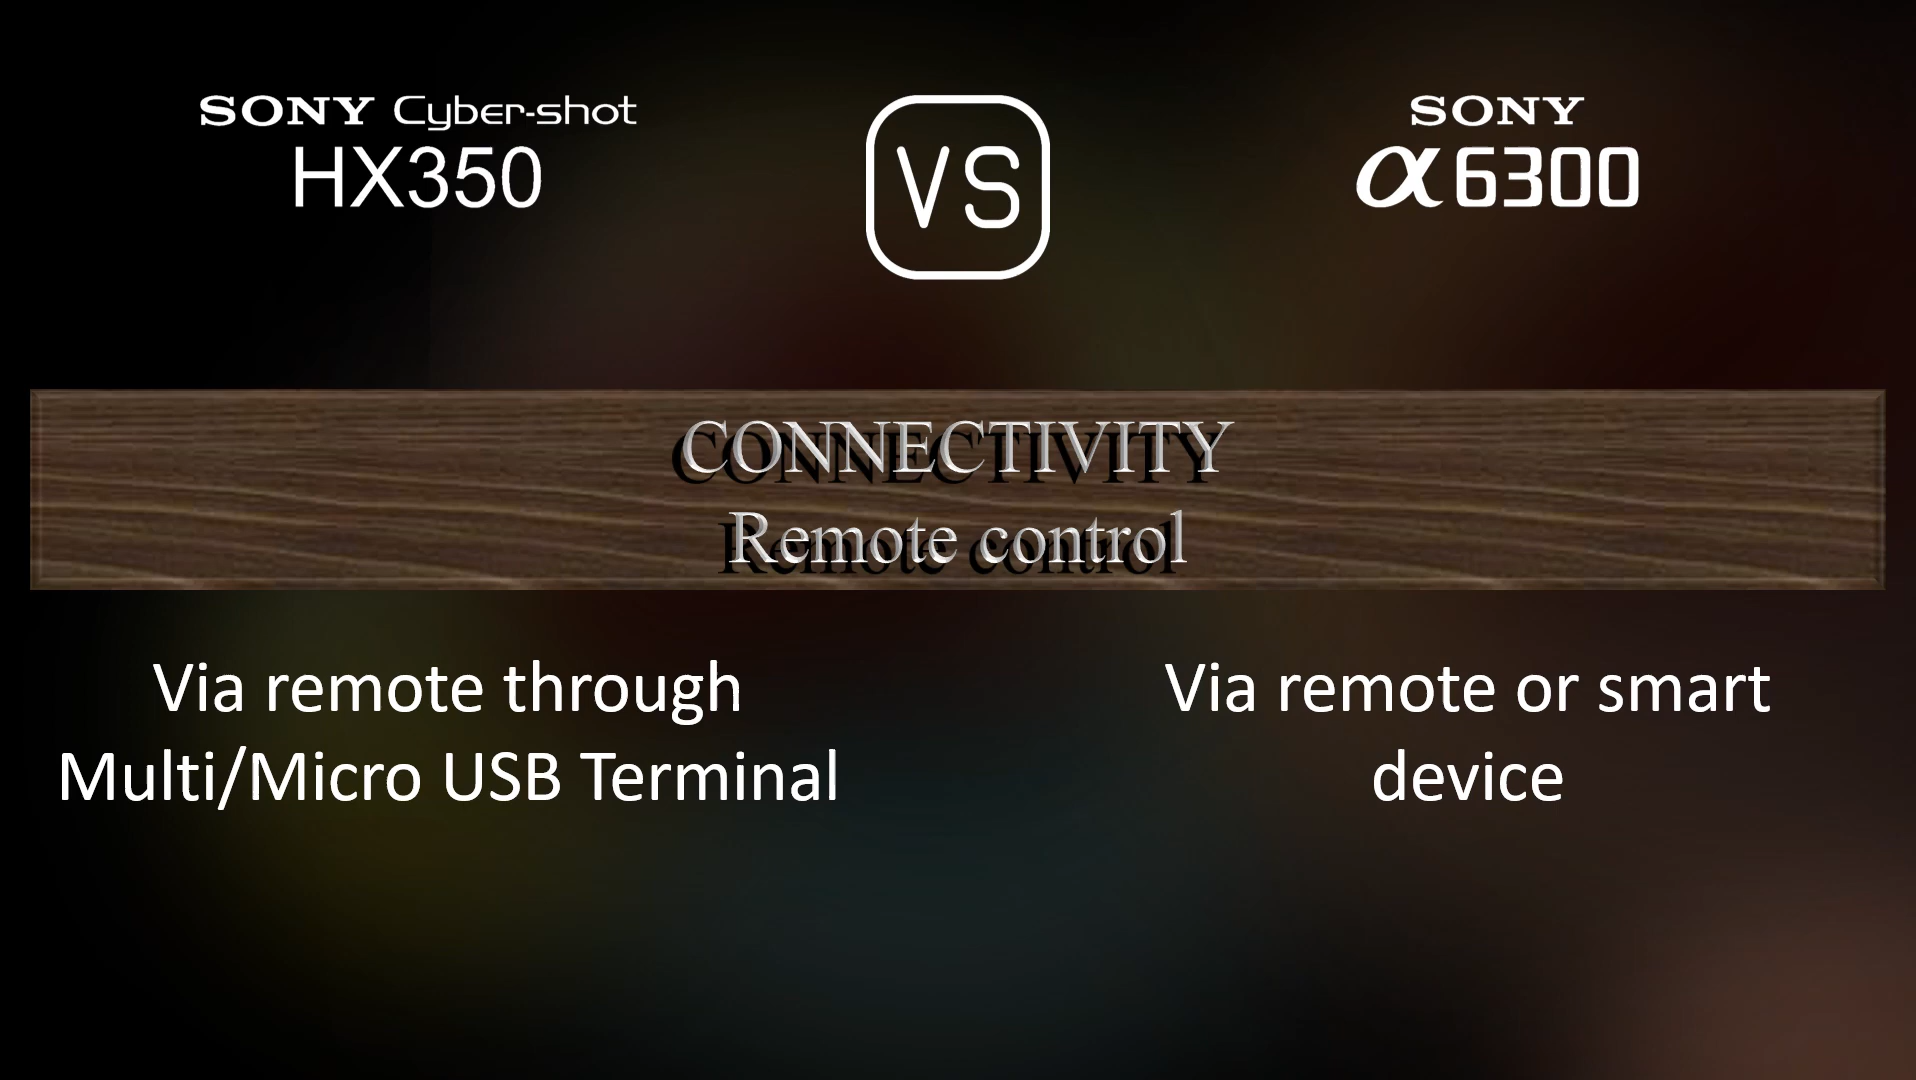 SONY Cyber-shot
HX350
VS
SONY
α6300
CONNECTIVITY
Remote control
Via remote through
Multi/Micro USB Terminal
Via remote or smart
device